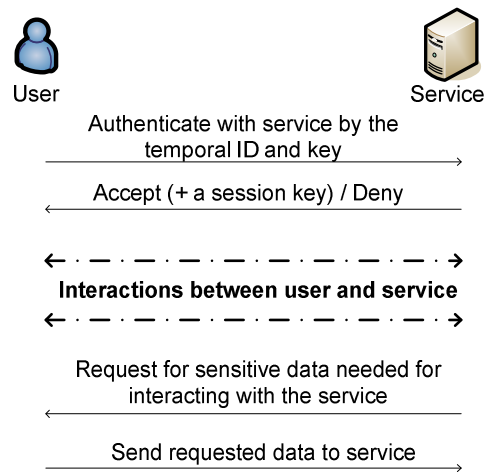 User
Service
Authenticate with service by the
temporal ID and key
Accept (+ a session key) / Deny
Interactions between user and service
Request for sensitive data needed for
interacting with the service
Send requested data to service